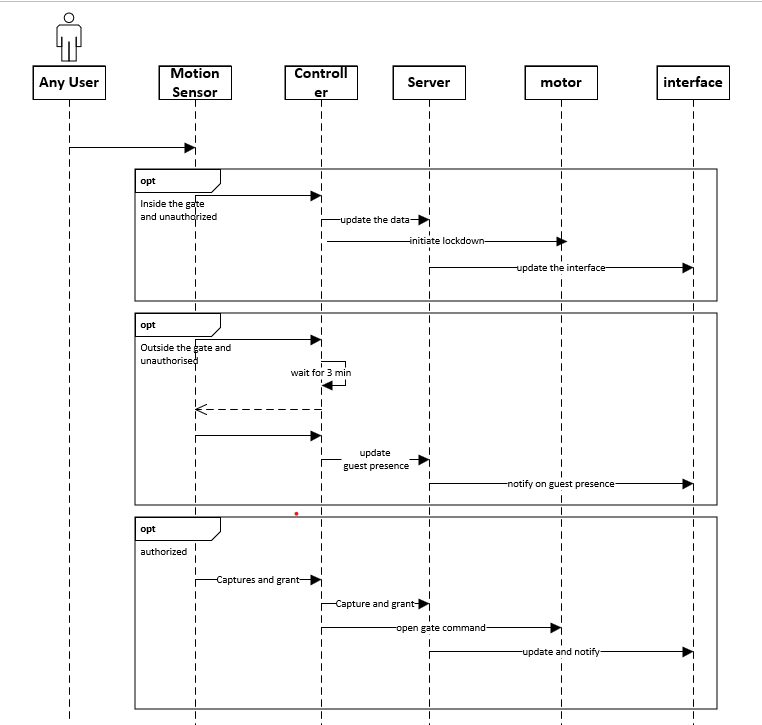 Any User
Motion
Sensor
Controll
er
Server
motor
interface
opt
Inside the gate
and unauthorized
update the data
initiate lockdown
update the interface
opt
Outside the gate and
unauthorised
wait for 3 min
update
guest presence
notify on guest presence
opt
authorized
Captures and grant
Capture and grant
open gate command
update and notify